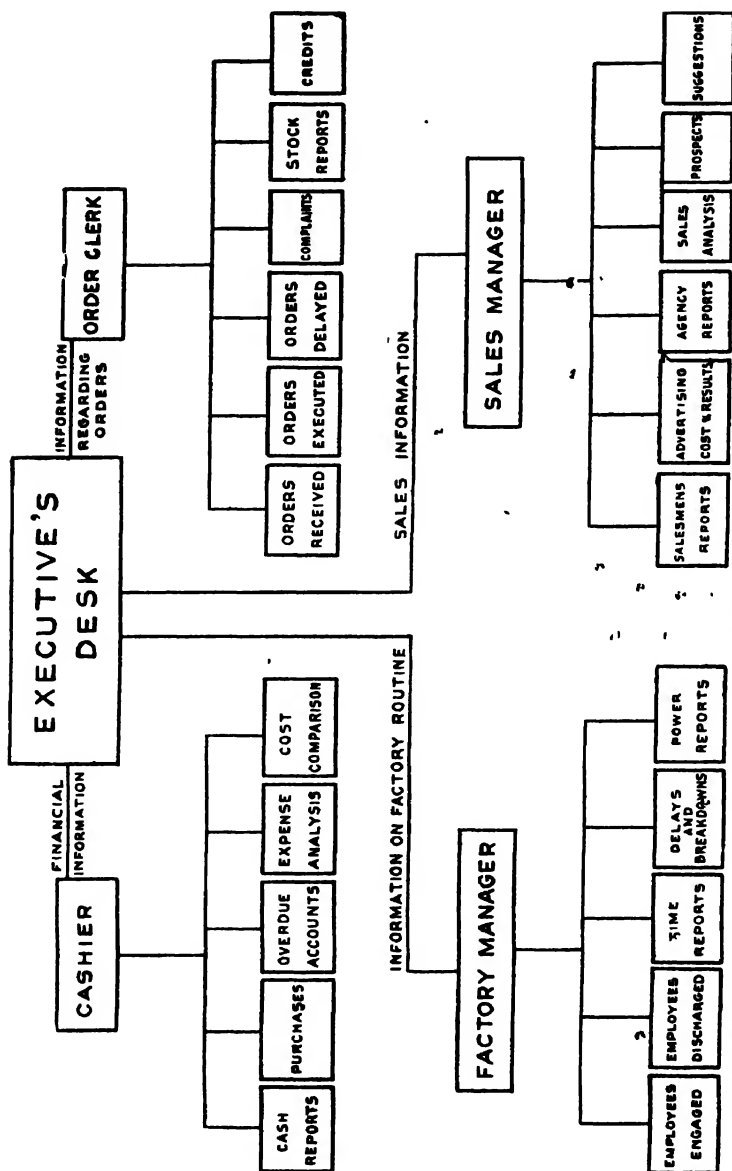 EXECUTIVE'S
DESK
FINANCIAL
INFORMATION
INFORMATION
REGARDING
ORDERS
CASHIER
ORDER CLERK
CASH
REPORTS
PURCHASES
OVERDUE
ACCOUNTS
EXPENSE
ANALYSIS
COST
COMPARISON
ORDERS
RECEIVED
ORDERS
EXECUTED
ORDERS
DELAYED
COMPLAINTS
STOCK
REPORTS
CREDITS
INFORMATION ON FACTORY ROUTINE
SALES INFORMATION
FACTORY MANAGER
SALES MANAGER
EMPLOYEES
ENGAGED
EMPLOYEES
DISCHARGED
TIME
REPORTS
DELAYS
AND
BREAKDOWNS
POWER
REPORTS
SALESMENS
REPORTS
ADVERTISING
COST & RESULTS
AGENCY
REPORTS
SALES
ANALYSIS
PROSPECTS
SUGGESTIONS